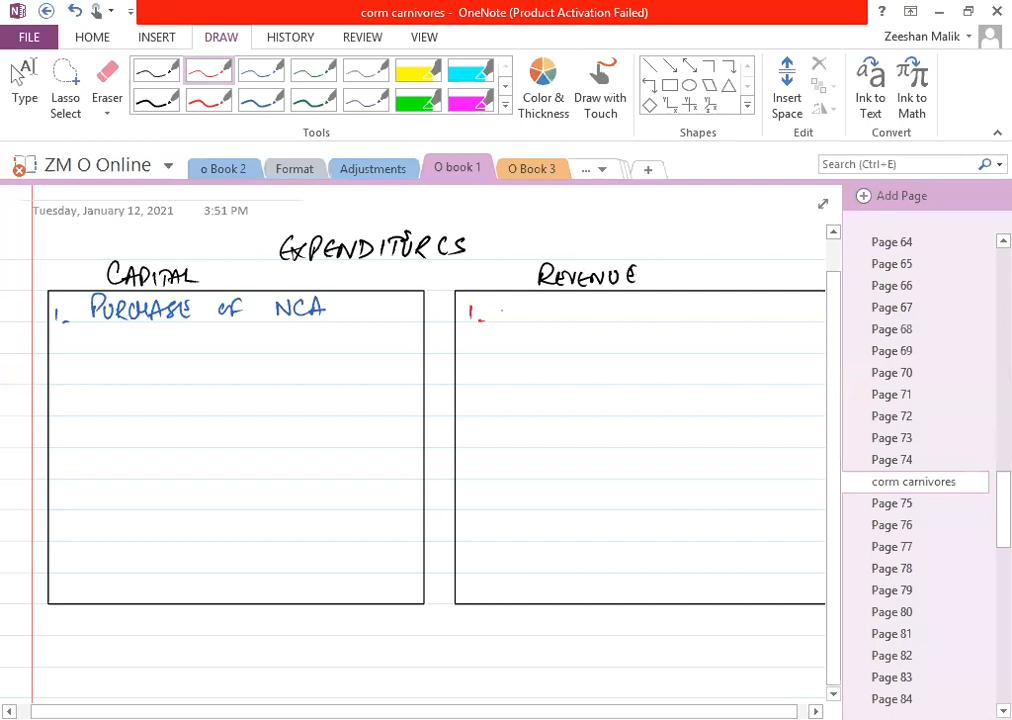 corm carnivores - OneNote (Product Activation Failed)
FILE HOME INSERT DRAW HISTORY REVIEW VIEW
Zeeshan Malik
Type
Lasso Select
Eraser
Color & Thickness
Draw with Touch
Insert Space
Ink to Text
Ink to Math
Tools
Shapes
Edit
Convert
ZM O Online
o Book 2
Format
Adjustments
O book 1
O Book 3
...
Search (Ctrl+E)
Tuesday, January 12, 2021 3:51 PM
EXPENDITURES
CAPITAL
REVENUE
1. PURCHASE of NCA
1.
Add Page
Page 64
Page 65
Page 66
Page 67
Page 68
Page 69
Page 70
Page 71
Page 72
Page 73
Page 74
corm carnivores
Page 75
Page 76
Page 77
Page 78
Page 79
Page 80
Page 81
Page 82
Page 83
Page 84